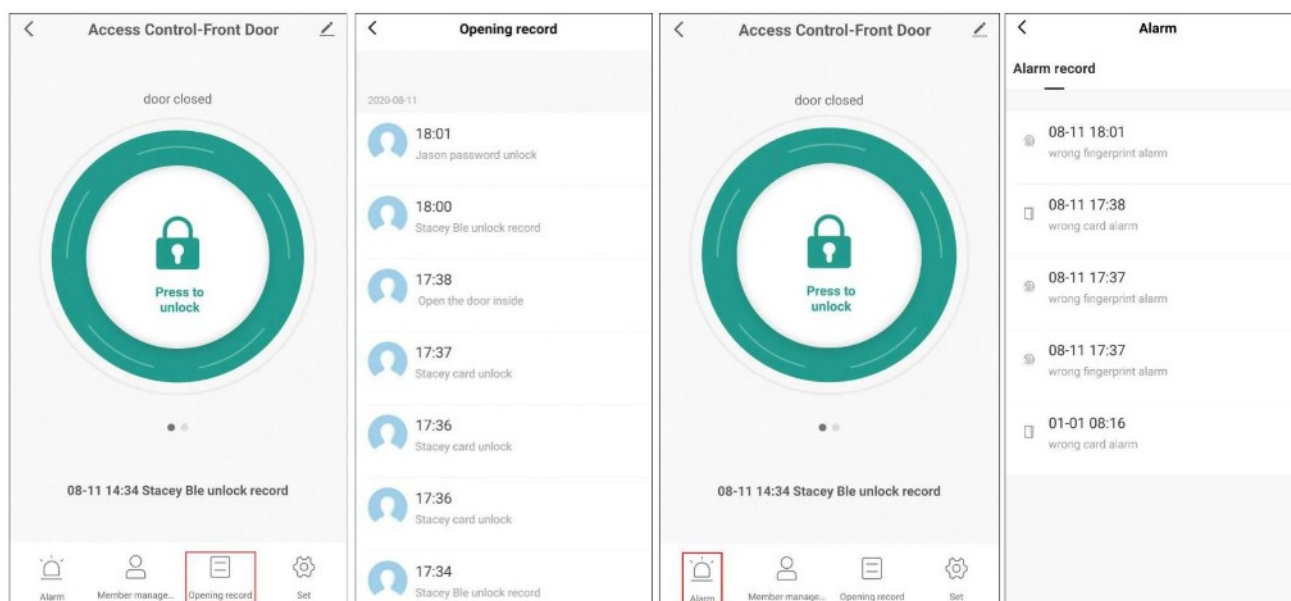 Access Control-Front Door
door closed
Press to
unlock
08-11 14:34 Stacey Ble unlock record
Alarm
Member manage...
Opening record
Set
Opening record
2020-08-11
18:01
Jason password unlock
18:00
Stacey Ble unlock record
17:38
Open the door inside
17:37
Stacey card unlock
17:36
Stacey card unlock
17:36
Stacey card unlock
17:34
Stacey Ble unlock record
Access Control-Front Door
door closed
Press to
unlock
08-11 14:34 Stacey Ble unlock record
Alarm
Member manage...
Opening record
Set
Alarm
Alarm record
08-11 18:01
wrong fingerprint alarm
08-11 17:38
wrong card alarm
08-11 17:37
wrong fingerprint alarm
08-11 17:37
wrong fingerprint alarm
01-01 08:16
wrong card alarm